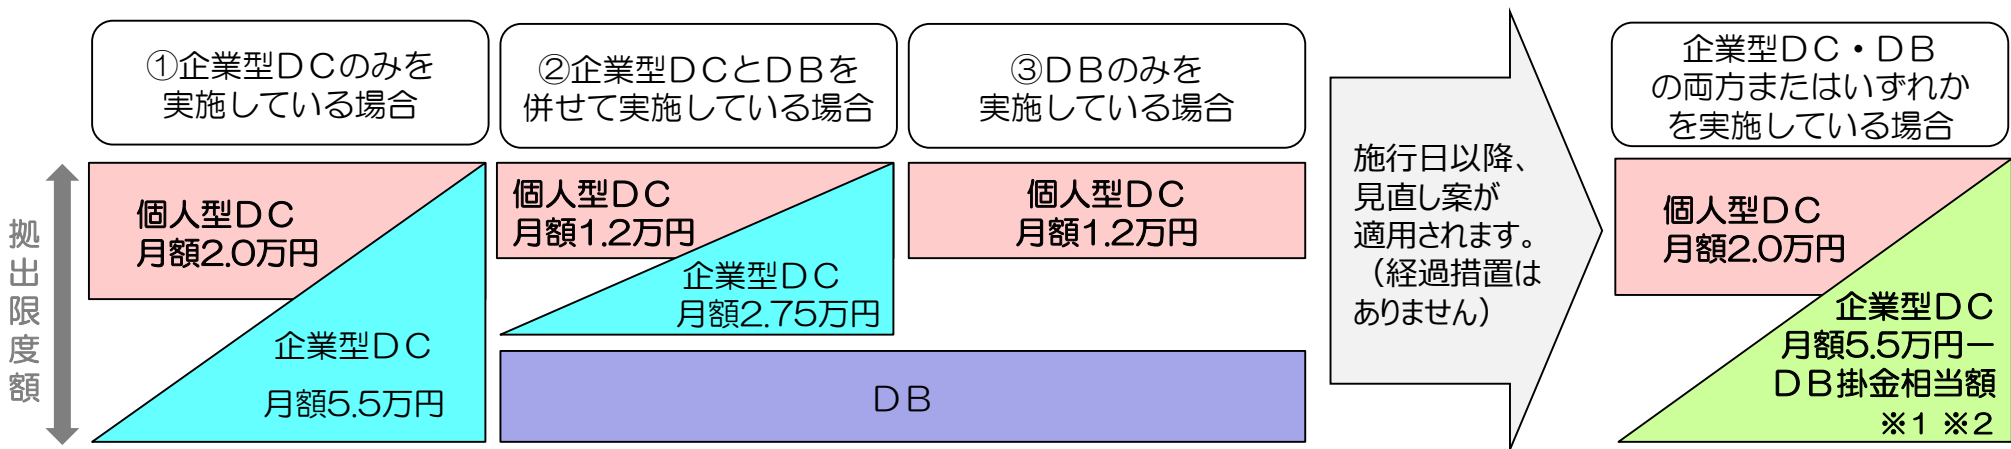 ①企業型DCのみを
実施している場合
②企業型DCとDBを
併せて実施している場合
③DBのみを
実施している場合
企業型DC・DB
の両方またはいずれか
を実施している場合
拠出限度額
個人型DC
月額2.0万円
企業型DC
月額5.5万円
個人型DC
月額1.2万円
企業型DC
月額2.75万円
個人型DC
月額1.2万円
DB
施行日以降、
見直し案が
適用されます。
（経過措置は
ありません）
個人型DC
月額2.0万円
企業型DC
月額5.5万円－
DB掛金相当額
※1 ※2